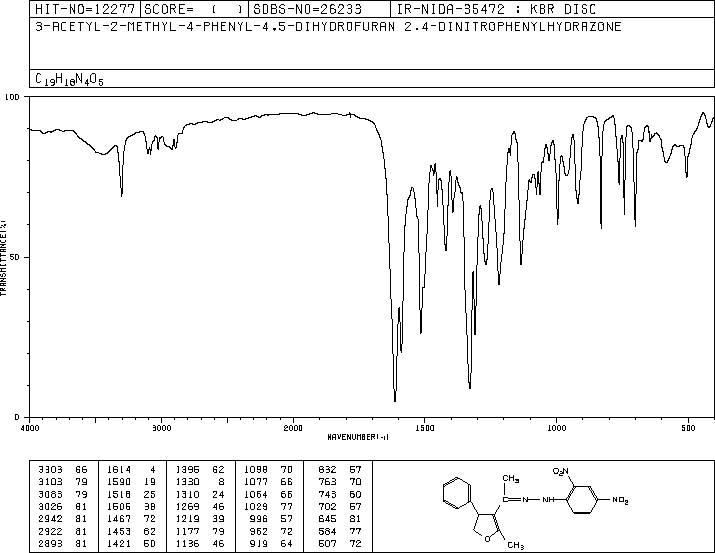 HIT-NO=12277 SCORE= ( ) SDBS-NO=26233 IR-NIDA-35472 : KBR DISC
3-ACETYL-2-METHYL-4-PHENYL-4,5-DIHYDROFURAN 2,4-DINITROPHENYLHYDRAZONE
C19H18N4O5
100
TRANSMITTANCE(%)
50
0
4000 3000 2000 1500 1000 500
WAVENUMBER(-1)
3303 66 1614 4 1396 62 1098 70 832 57
3103 79 1590 19 1330 8 1077 66 763 70
3083 79 1518 25 1310 24 1064 66 743 60
3026 81 1506 38 1269 46 1029 77 702 57
2942 81 1467 72 1219 39 996 57 645 81
2922 81 1453 62 1177 79 962 72 584 77
2893 81 1421 50 1136 46 919 64 507 72
CH3 NO2
C=N—NH NO2
O CH3